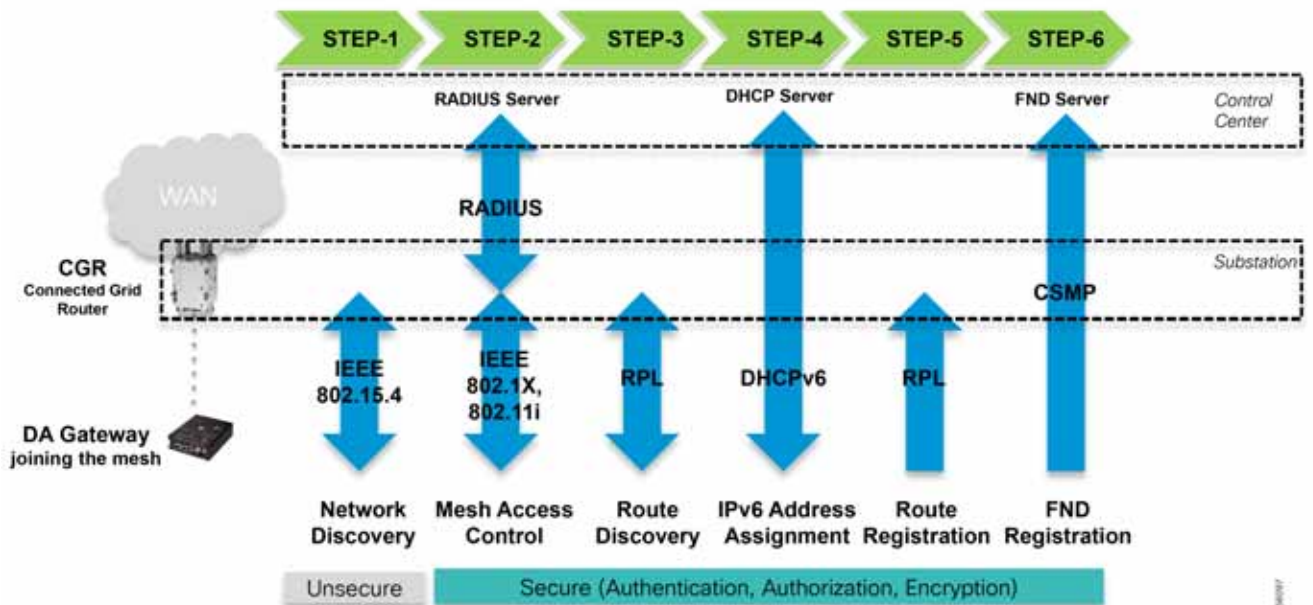 STEP-1
STEP-2
STEP-3
STEP-4
STEP-5
STEP-6
RADIUS Server
DHCP Server
FND Server
Control
Center
WAN
RADIUS
CGR
Connected Grid
Router
Substation
CSMP
IEEE
802.15.4
IEEE
802.1X,
802.11i
RPL
DHCPv6
RPL
DA Gateway
joining the mesh
Network
Discovery
Mesh Access
Control
Route
Discovery
IPv6 Address
Assignment
Route
Registration
FND
Registration
Unsecure
Secure (Authentication, Authorization, Encryption)